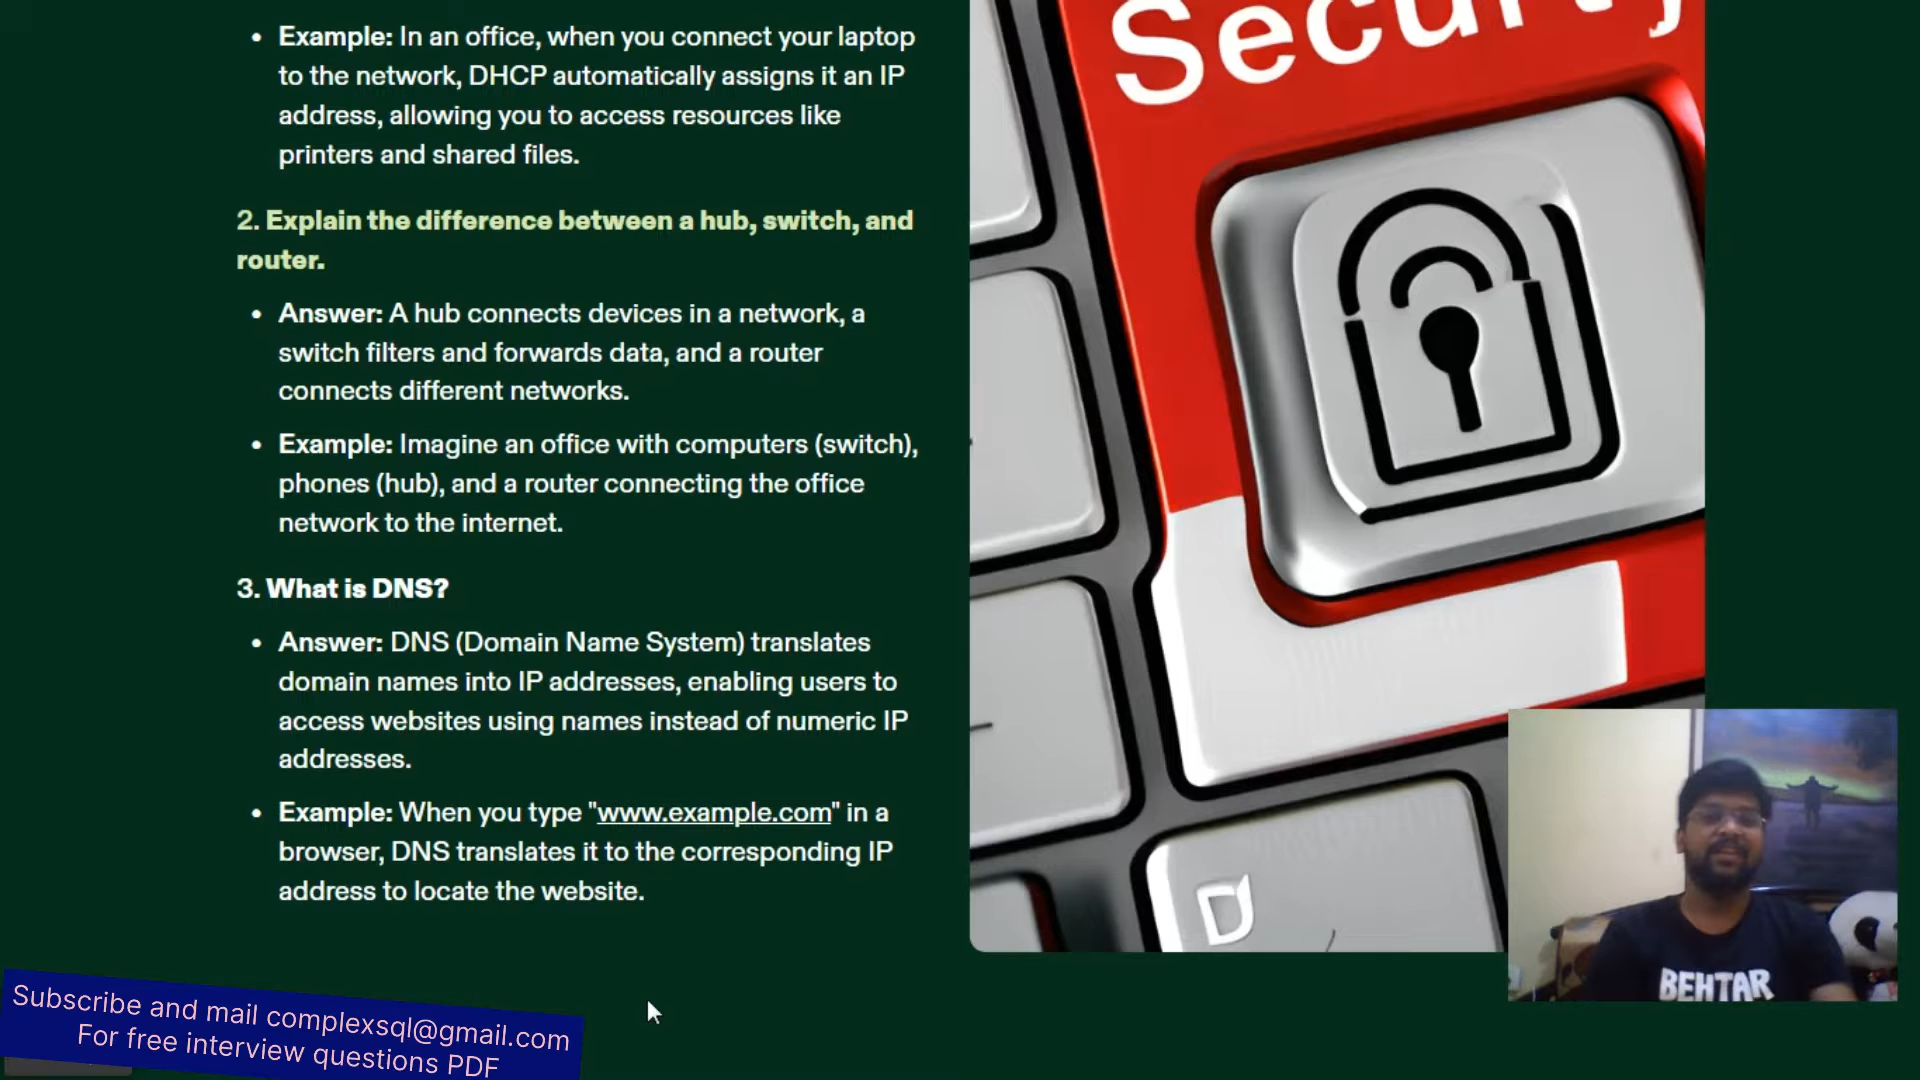 • Example: In an office, when you connect your laptop
to the network, DHCP automatically assigns it an IP
address, allowing you to access resources like
printers and shared files.
2. Explain the difference between a hub, switch, and
router.
• Answer: A hub connects devices in a network, a
switch filters and forwards data, and a router
connects different networks.
• Example: Imagine an office with computers (switch),
phones (hub), and a router connecting the office
network to the internet.
3. What is DNS?
• Answer: DNS (Domain Name System) translates
domain names into IP addresses, enabling users to
access websites using names instead of numeric IP
addresses.
• Example: When you type "www.example.com" in a
browser, DNS translates it to the corresponding IP
address to locate the website.
Security
D
BEHTAR
Subscribe and mail complexsql@gmail.com
For free interview questions PDF